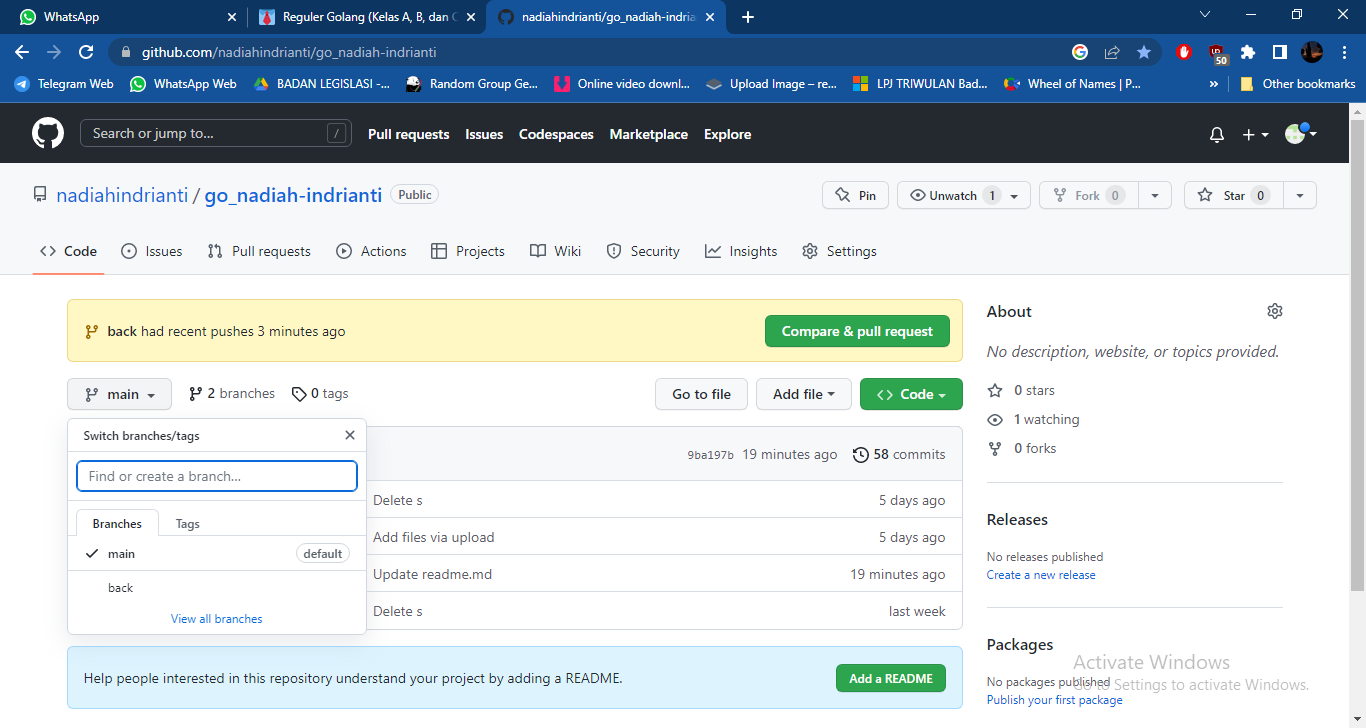 WhatsApp
Reguler Golang (Kelas A, B, dan C
nadiahindrianti/go_nadiah-indria
github.com/nadiahindrianti/go_nadiah-indrianti
50
Telegram Web
WhatsApp Web
BADAN LEGISLASI -...
Random Group Ge...
Online video downl...
Upload Image – re...
LPJ TRIWULAN Bad...
Wheel of Names | P...
»
Other bookmarks
Search or jump to...
/
Pull requests
Issues
Codespaces
Marketplace
Explore
nadiahindrianti / go_nadiah-indrianti
Public
Pin
Unwatch 1
Fork 0
Star 0
Code
Issues
Pull requests
Actions
Projects
Wiki
Security
Insights
Settings
back had recent pushes 3 minutes ago
Compare & pull request
main
2 branches
0 tags
Go to file
Add file
Code
Switch branches/tags
Find or create a branch...
Branches
Tags
main
default
back
View all branches
9ba197b 19 minutes ago
58 commits
Delete s
5 days ago
Add files via upload
5 days ago
Update readme.md
19 minutes ago
Delete s
last week
Help people interested in this repository understand your project by adding a README.
Add a README
About
No description, website, or topics provided.
0 stars
1 watching
0 forks
Releases
No releases published
Create a new release
Packages
No packages published
Publish your first package
Activate Windows
Go to Settings to activate Windows.